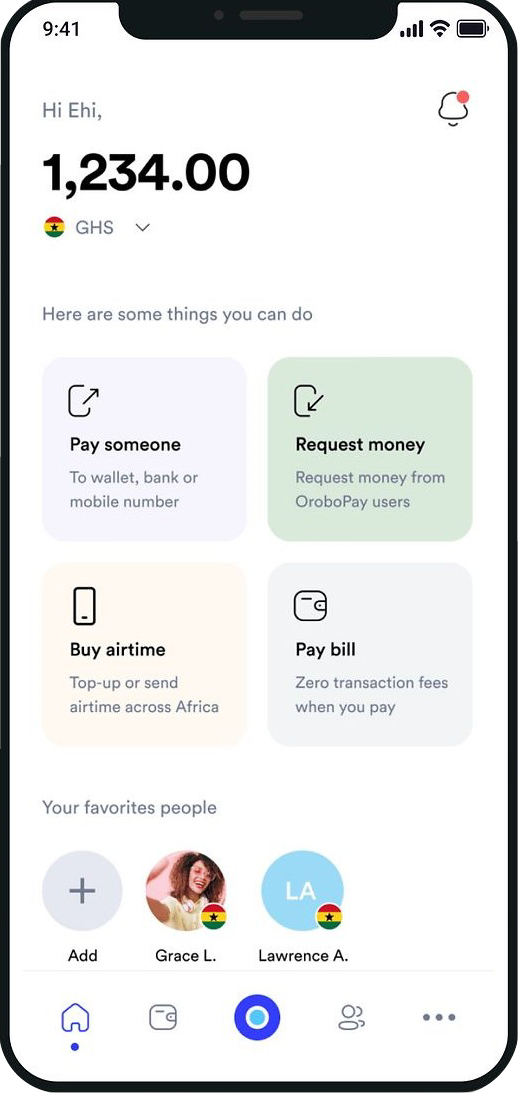 9:41
Hi Ehi,
1,234.00
GHS
Here are some things you can do
Pay someone
To wallet, bank or
mobile number
Request money
Request money from
OroboPay users
Buy airtime
Top-up or send
airtime across Africa
Pay bill
Zero transaction fees
when you pay
Your favorites people
LA
Add
Grace L.
Lawrence A.